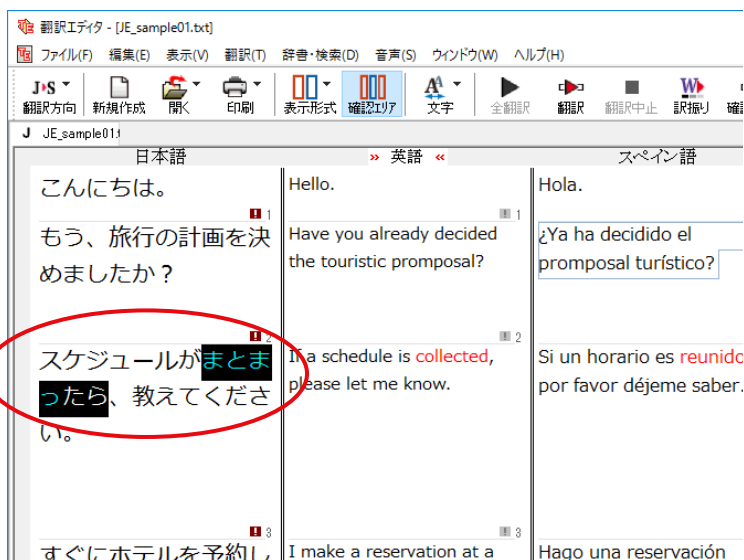 翻訳エディタ - [JE_sample01.txt]
ファイル(F) 編集(E) 表示(V) 翻訳(T) 辞書・検索(D) 音声(S) ウィンドウ(W) ヘルプ(H)
J▸S
翻訳方向 新規作成 開く 印刷 表示形式 確認エリア 文字 全翻訳 翻訳 翻訳中止 訳振り
J JE_sample01.t
日本語 » 英語 « スペイン語
こんにちは。 Hello. Hola.
1 1
もう、旅行の計画を決 Have you already decided ¿Ya ha decidido el
めましたか？ the touristic promposal? promposal turístico?
2 2
スケジュールがまとま If a schedule is collected, Si un horario es reunido
ったら、教えてくださ please let me know. por favor déjeme saber.
い。
3 3
すぐにホテルを予約し I make a reservation at a Hago una reservación